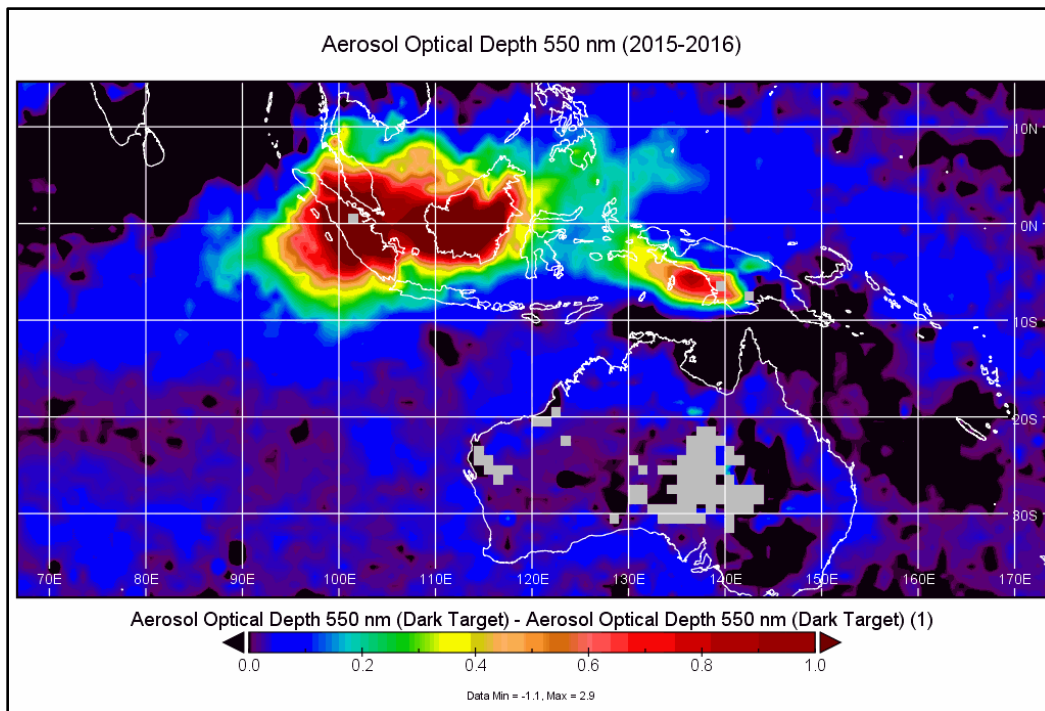 Aerosol Optical Depth 550 nm (2015-2016)
10N
0N
10S
20S
30S
70E 80E 90E 100E 110E 120E 130E 140E 150E 160E 170E
Aerosol Optical Depth 550 nm (Dark Target) - Aerosol Optical Depth 550 nm (Dark Target) (1)
0.0 0.2 0.4 0.6 0.8 1.0
Data Min = -1.1, Max = 2.9